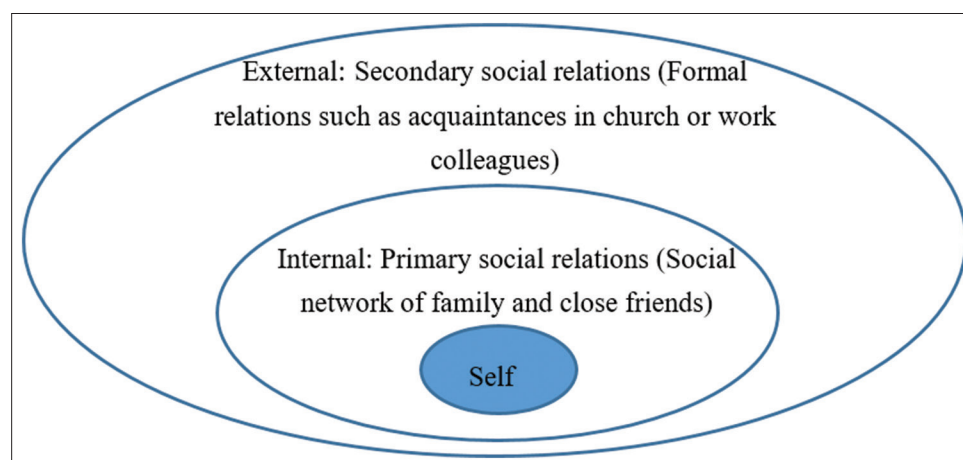 External: Secondary social relations (Formal
relations such as acquaintances in church or work
colleagues)
Internal: Primary social relations (Social
network of family and close friends)
Self